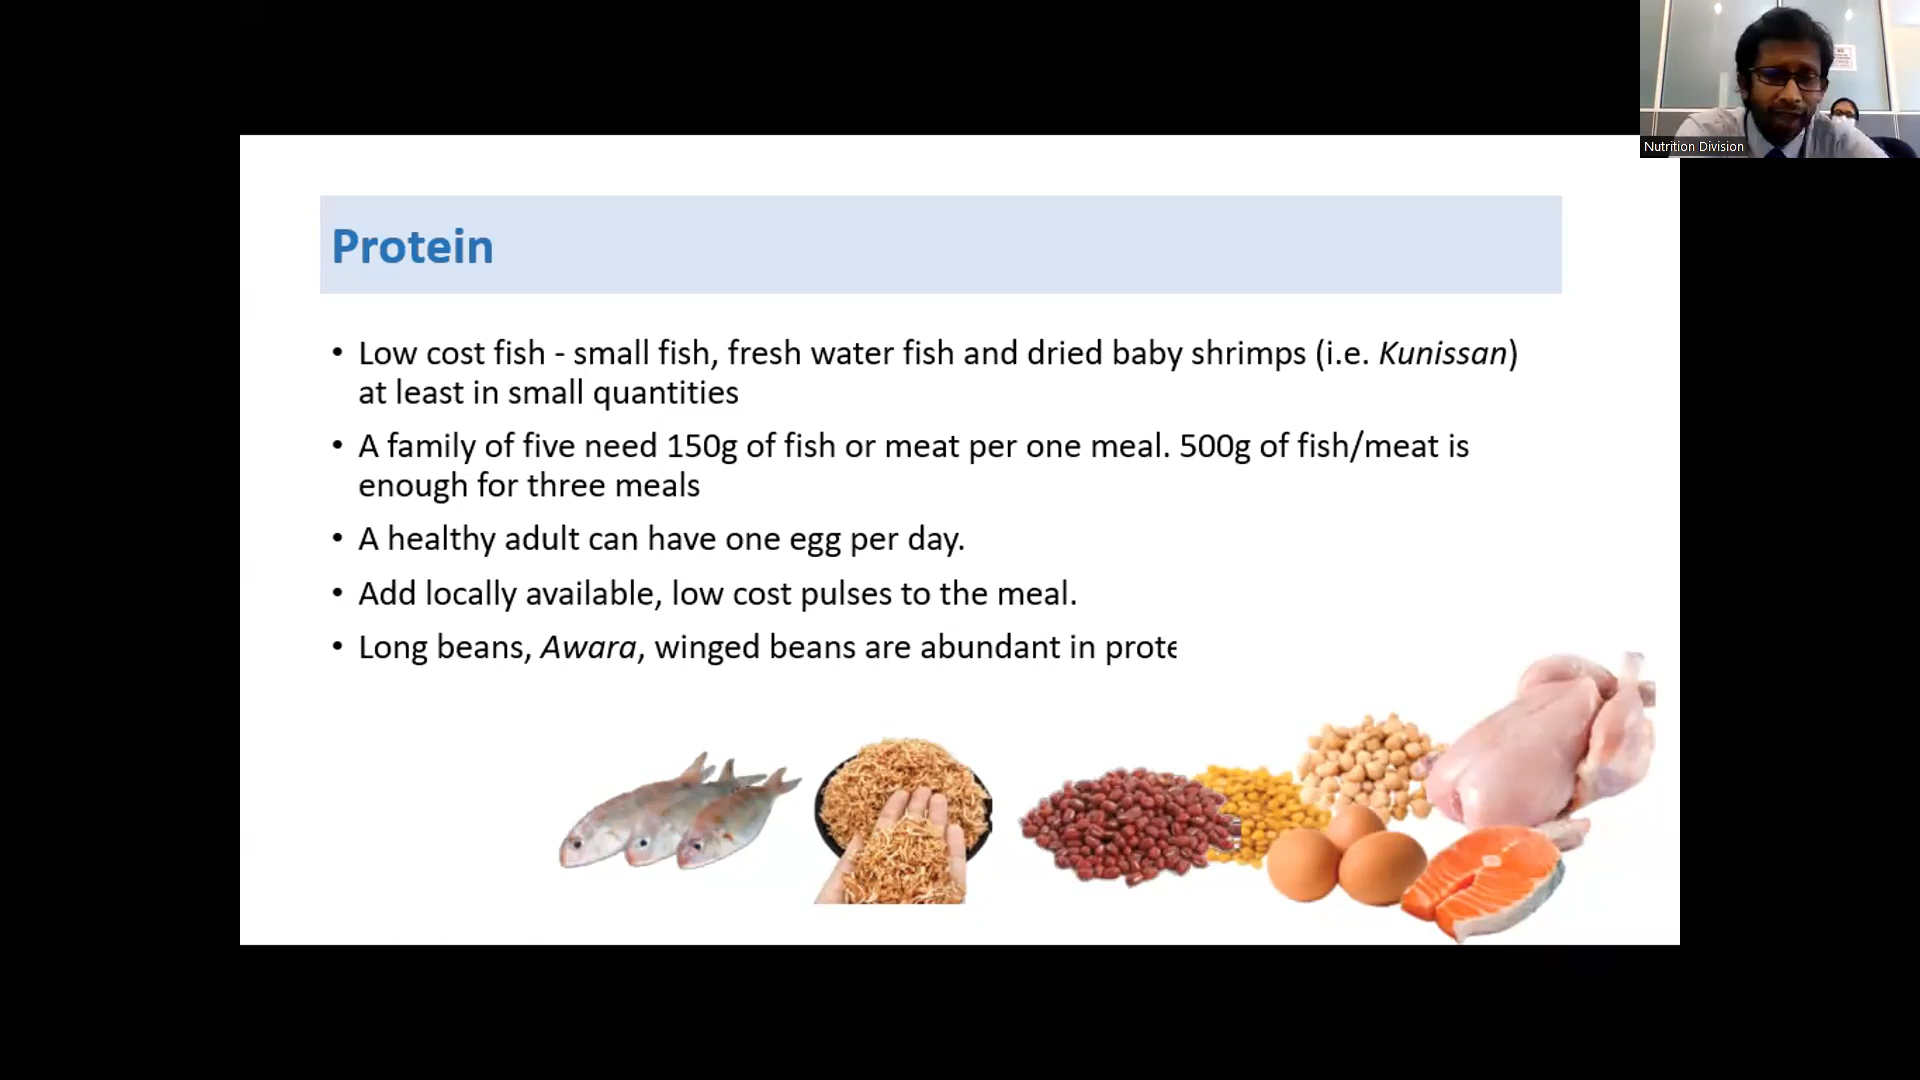 Nutrition Division
Protein
• Low cost fish - small fish, fresh water fish and dried baby shrimps (i.e. Kunissan)
at least in small quantities
• A family of five need 150g of fish or meat per one meal. 500g of fish/meat is
enough for three meals
• A healthy adult can have one egg per day.
• Add locally available, low cost pulses to the meal.
• Long beans, Awara, winged beans are abundant in prote